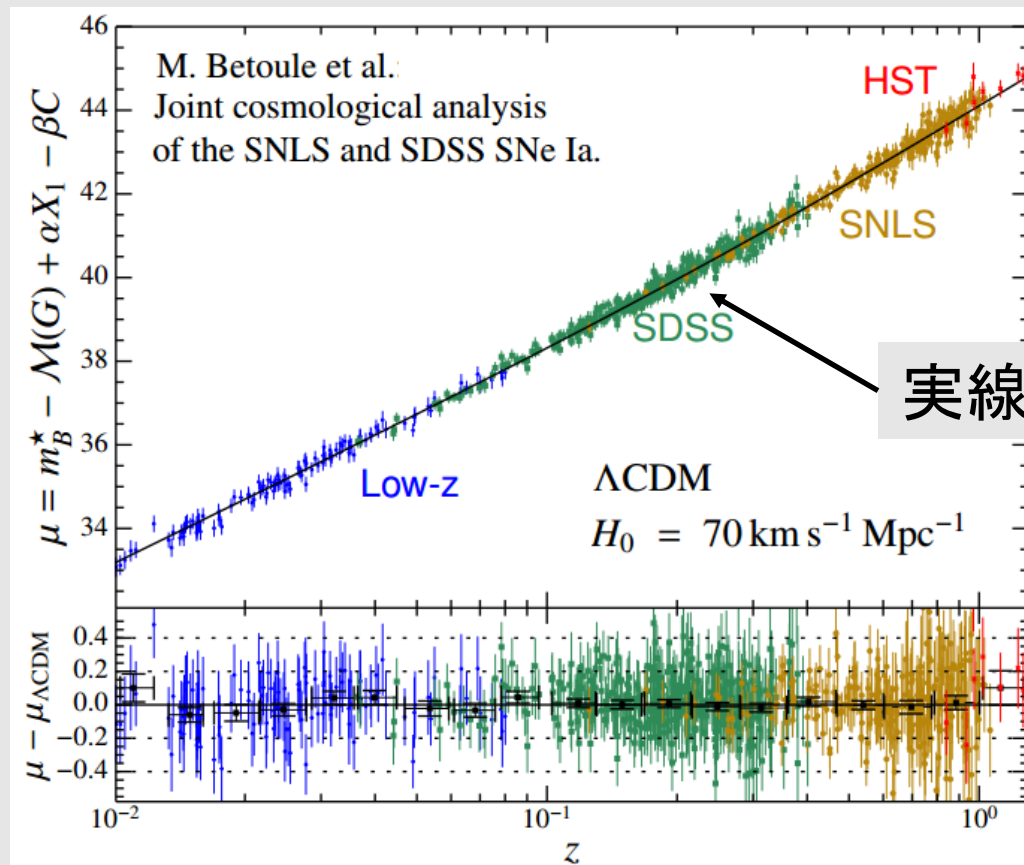 46
44
42
40
38
36
34
μ = m*B − M(G) + αX1 − βC
M. Betoule et al.:
Joint cosmological analysis
of the SNLS and SDSS SNe Ia.
HST
SNLS
SDSS
実線
Low-z
ΛCDM
H0 = 70 km s−1 Mpc−1
0.4
0.2
0.0
−0.2
−0.4
μ − μΛCDM
10−2
10−1
100
z